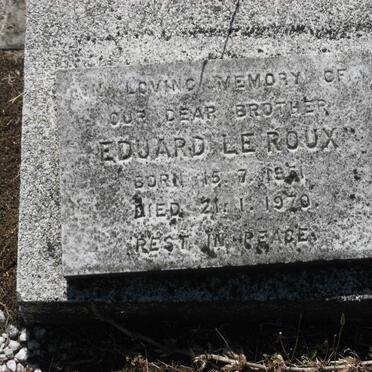 IN LOVING MEMORY OF
OUR DEAR BROTHER
EDUARD LE ROUX
BORN 15. 7.
DIED 21. 1. 1970
REST IN PEACE.